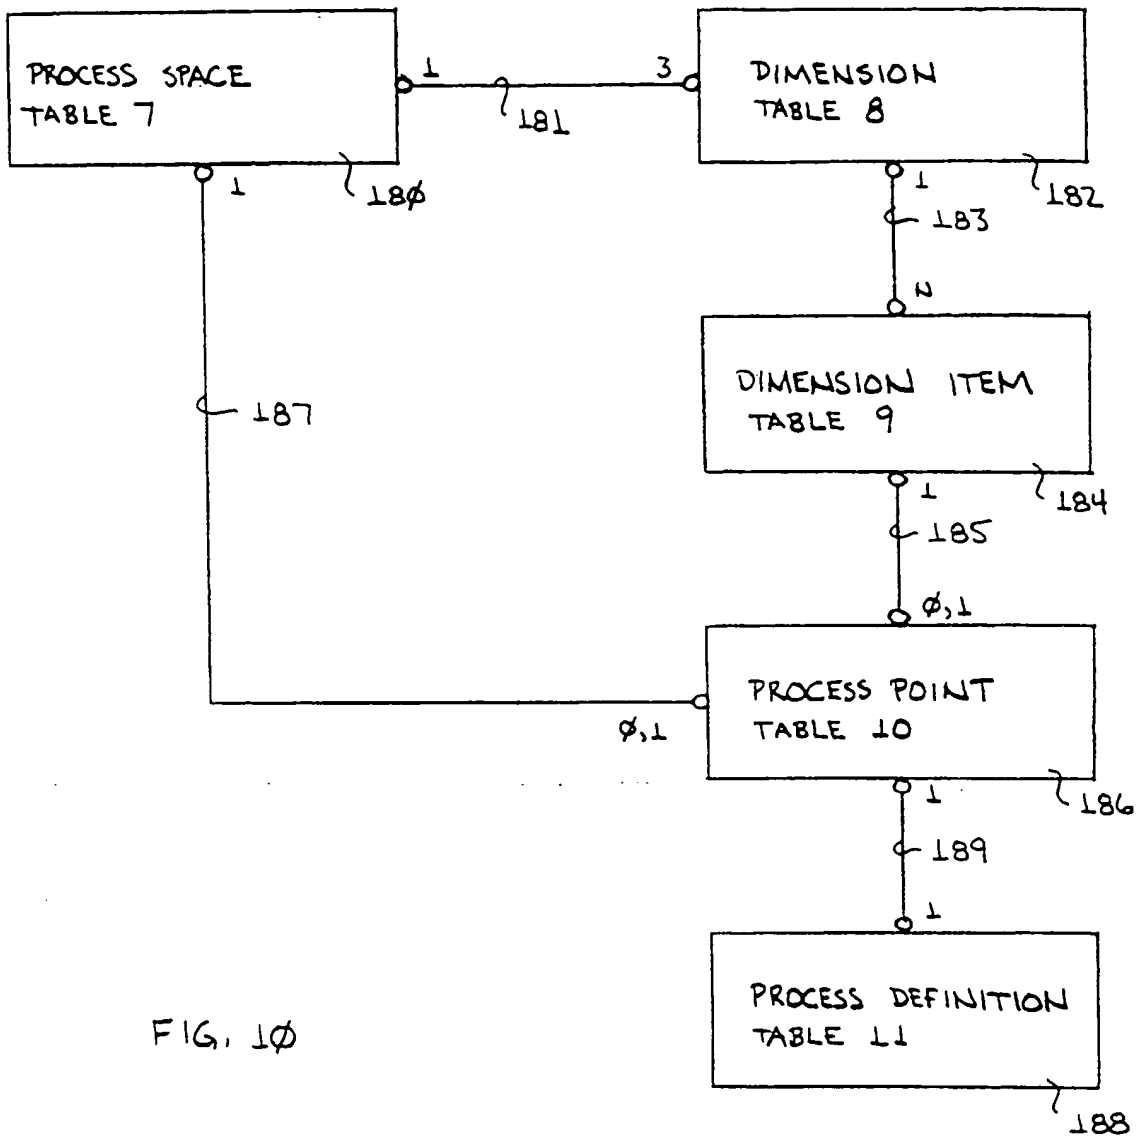 PROCESS SPACE
TABLE 7
1
3
181
DIMENSION
TABLE 8
1
18ø
1
182
183
N
DIMENSION ITEM
TABLE 9
187
1
184
185
ø,1
PROCESS POINT
TABLE 10
ø,1
1
186
189
1
PROCESS DEFINITION
TABLE 11
FIG. 1ø
188